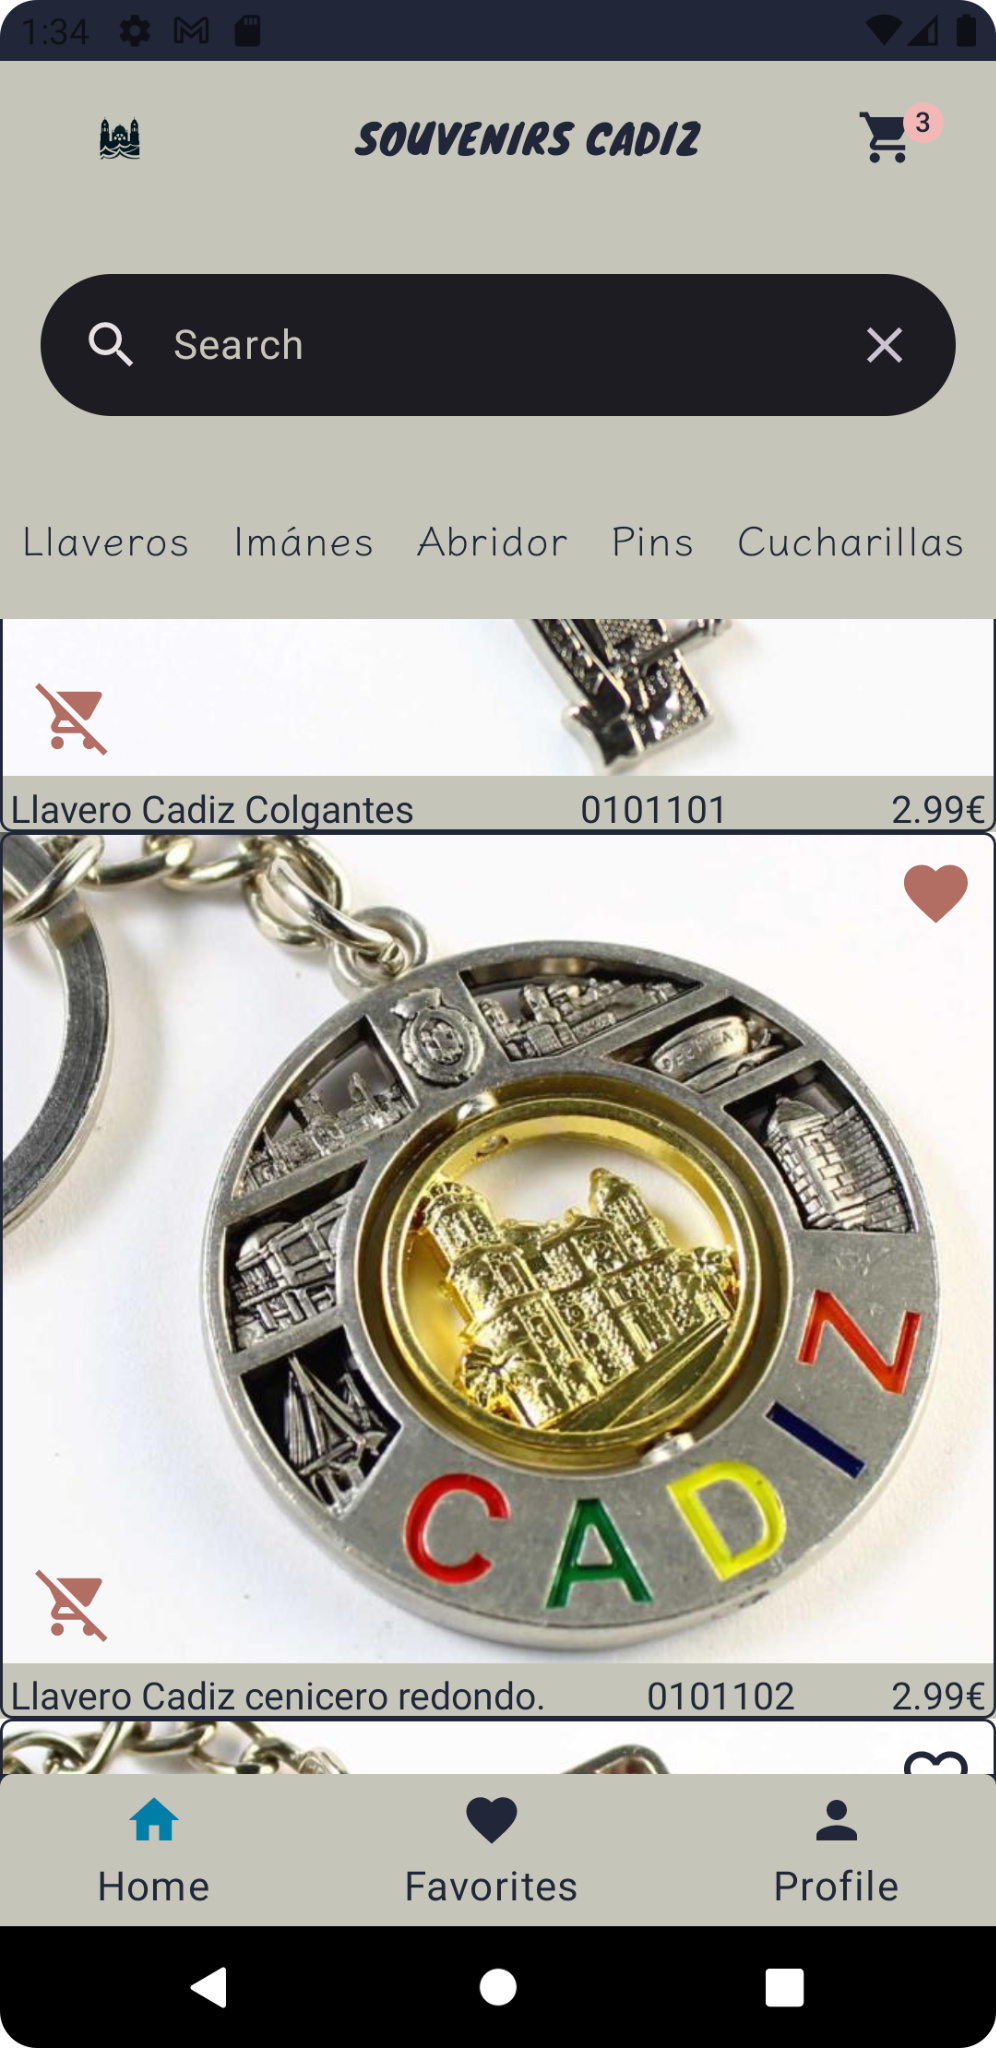 1:34
SOUVENIRS CADIZ
3
Search
Llaveros Imánes Abridor Pins Cucharillas
Llavero Cadiz Colgantes 0101101 2.99€
CADIZ
Llavero Cadiz cenicero redondo. 0101102 2.99€
Home Favorites Profile